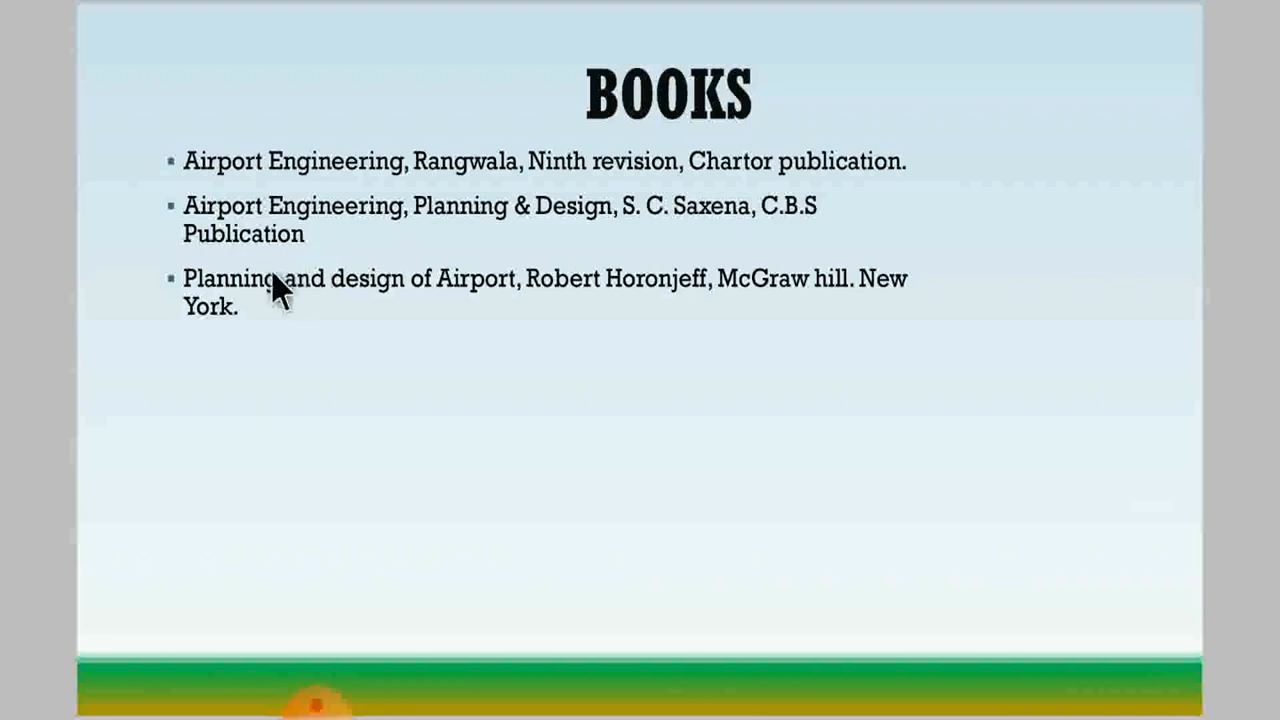 BOOKS
Airport Engineering, Rangwala, Ninth revision, Chartor publication.
Airport Engineering, Planning & Design, S. C. Saxena, C.B.S
Publication
Planning and design of Airport, Robert Horonjeff, McGraw hill. New
York.